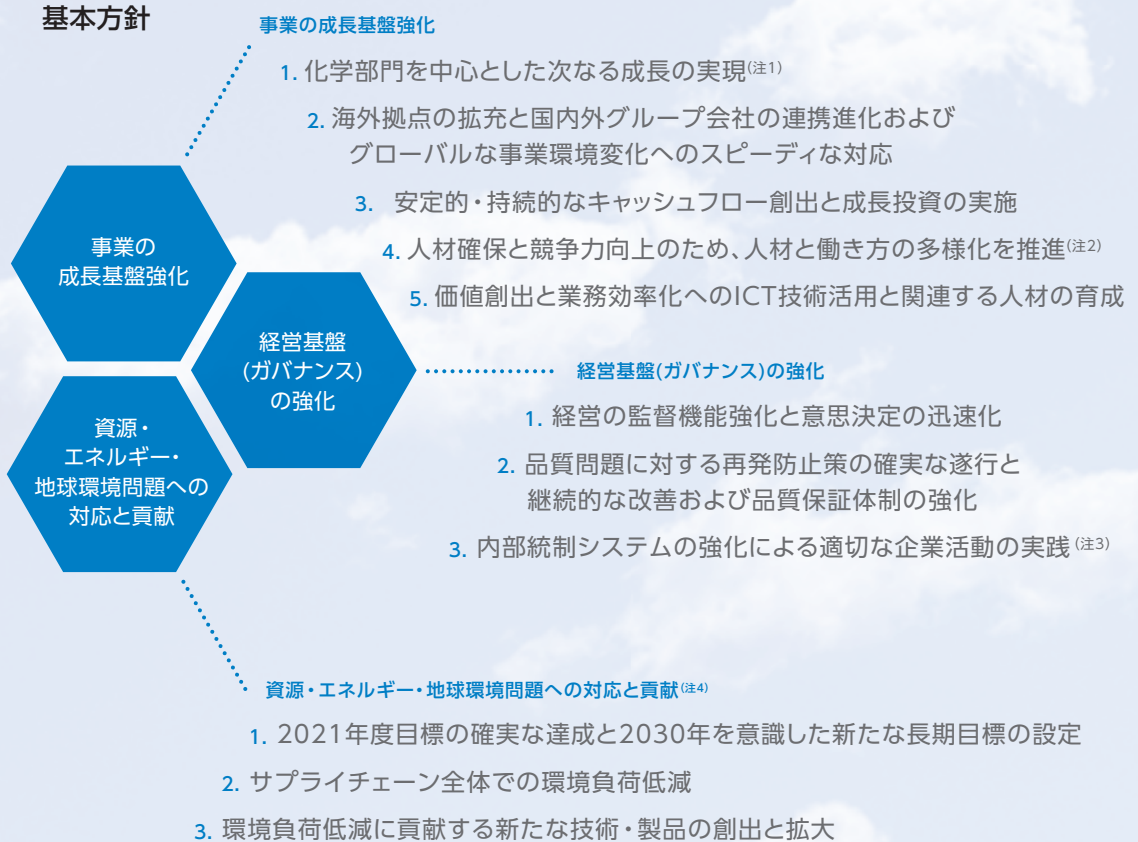 基本方針
事業の成長基盤強化
1. 化学部門を中心とした次なる成長の実現(注1)
2. 海外拠点の拡充と国内外グループ会社の連携進化および
グローバルな事業環境変化へのスピーディな対応
3. 安定的・持続的なキャッシュフロー創出と成長投資の実施
4. 人材確保と競争力向上のため、人材と働き方の多様化を推進(注2)
5. 価値創出と業務効率化へのICT技術活用と関連する人材の育成
事業の
成長基盤強化
経営基盤
(ガバナンス)
の強化
経営基盤(ガバナンス)の強化
1. 経営の監督機能強化と意思決定の迅速化
2. 品質問題に対する再発防止策の確実な遂行と
継続的な改善および品質保証体制の強化
3. 内部統制システムの強化による適切な企業活動の実践(注3)
資源・
エネルギー・
地球環境問題への
対応と貢献
資源・エネルギー・地球環境問題への対応と貢献(注4)
1. 2021年度目標の確実な達成と2030年を意識した新たな長期目標の設定
2. サプライチェーン全体での環境負荷低減
3. 環境負荷低減に貢献する新たな技術・製品の創出と拡大